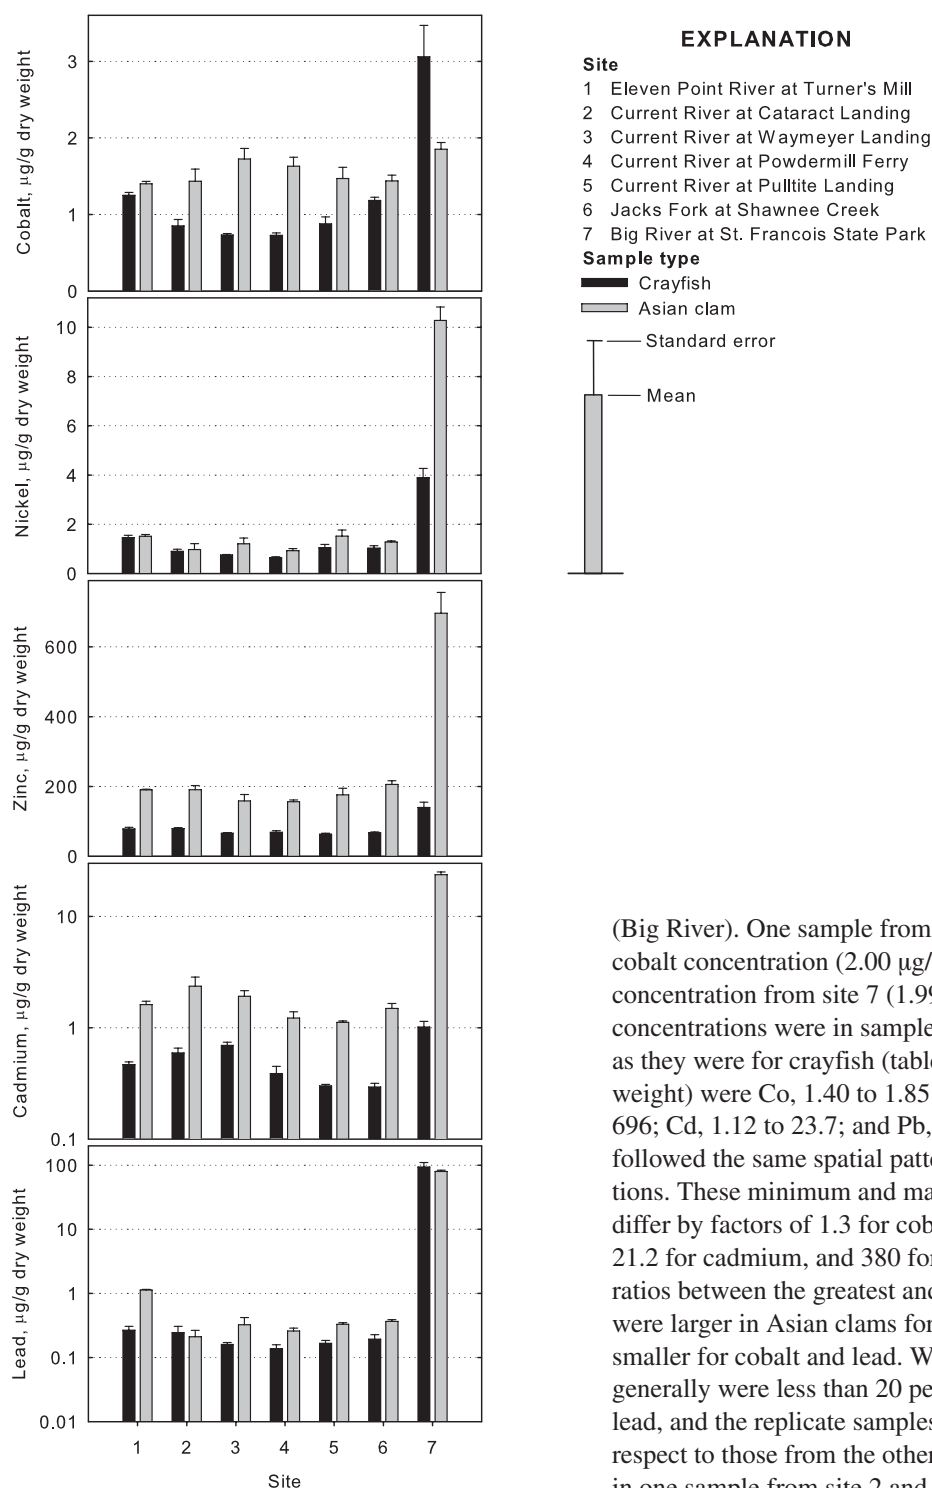 Cobalt, µg/g dry weight
3
2
1
0
Nickel, µg/g dry weight
10
8
6
4
2
0
Zinc, µg/g dry weight
600
400
200
0
Cadmium, µg/g dry weight
10
1
0.1
Lead, µg/g dry weight
100
10
1
0.1
0.01
1 2 3 4 5 6 7
Site
EXPLANATION
Site
1 Eleven Point River at Turner's Mill
2 Current River at Cataract Landing
3 Current River at Waymeyer Landing
4 Current River at Powdermill Ferry
5 Current River at Pulltite Landing
6 Jacks Fork at Shawnee Creek
7 Big River at St. Francois State Park
Sample type
Crayfish
Asian clam
Standard error
Mean
(Big River). One sample from
cobalt concentration (2.00 µg/
concentration from site 7 (1.99
concentrations were in sample
as they were for crayfish (table
weight) were Co, 1.40 to 1.85
696; Cd, 1.12 to 23.7; and Pb,
followed the same spatial patte
tions. These minimum and ma
differ by factors of 1.3 for cob
21.2 for cadmium, and 380 for
ratios between the greatest and
were larger in Asian clams for
smaller for cobalt and lead. W
generally were less than 20 pe
lead, and the replicate samples
respect to those from the other
in one sample from site 2 and